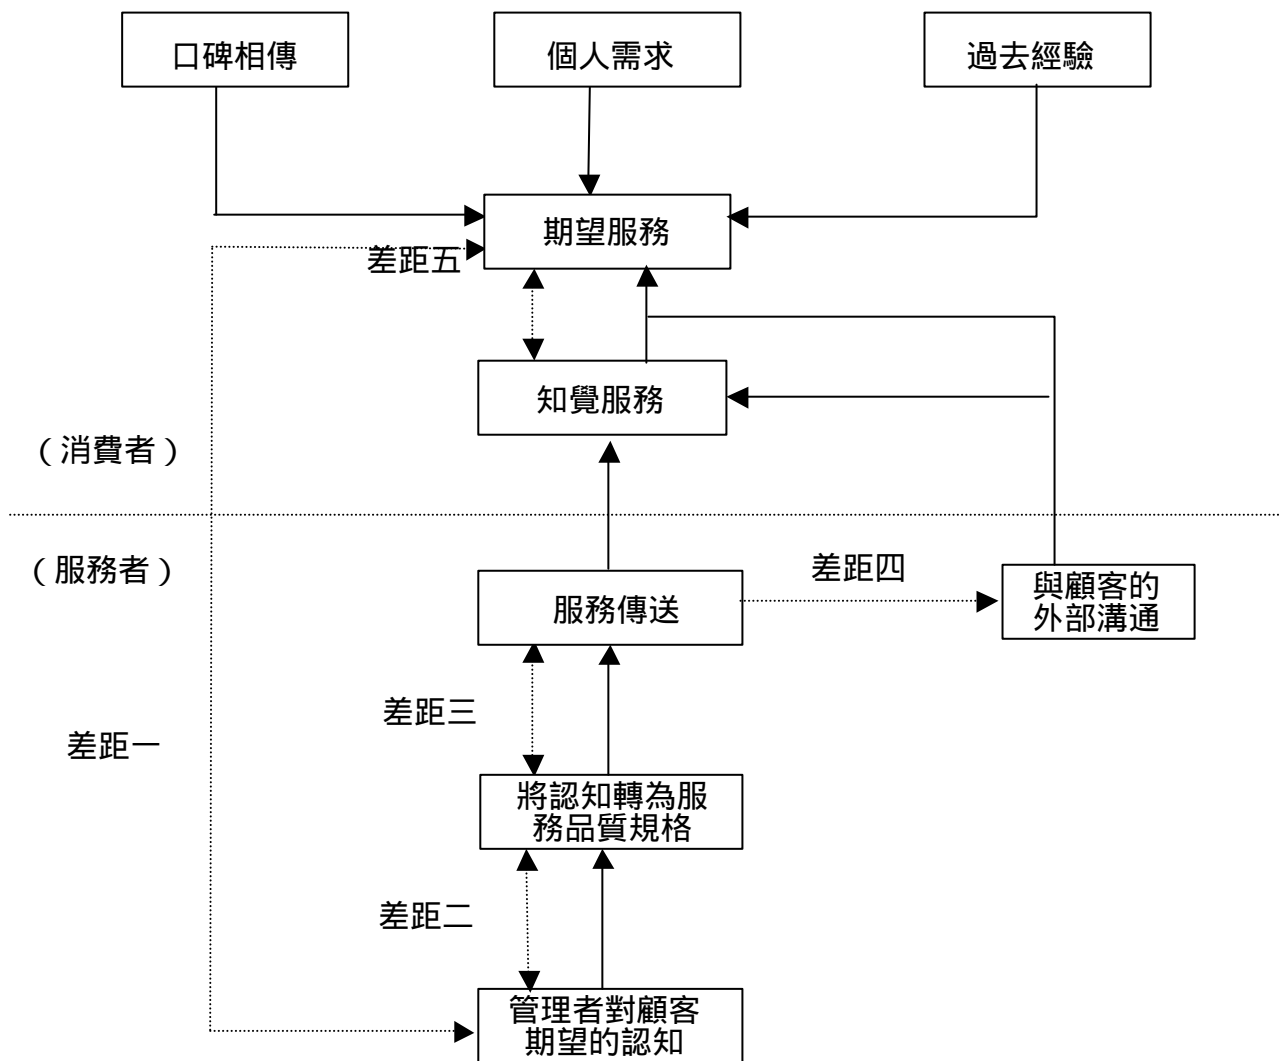 口碑相傳
個人需求
過去經驗
期望服務
差距五
知覺服務
（消費者）
（服務者）
差距四
服務傳送
與顧客的
外部溝通
差距三
差距一
將認知轉為服
務品質規格
差距二
管理者對顧客
期望的認知